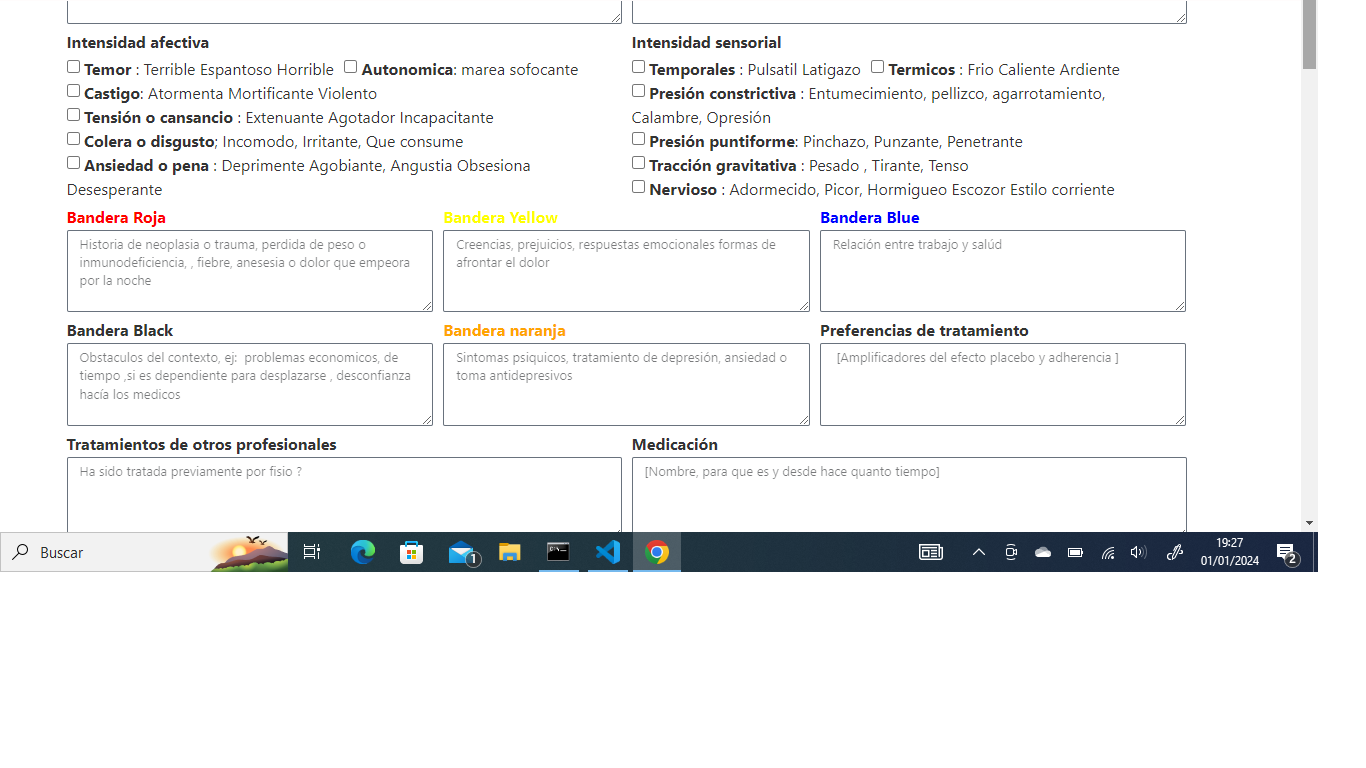 Intensidad afectiva
Intensidad sensorial
Temor : Terrible Espantoso Horrible Autonomica: marea sofocante
Castigo: Atormenta Mortificante Violento
Tensión o cansancio : Extenuante Agotador Incapacitante
Colera o disgusto; Incomodo, Irritante, Que consume
Ansiedad o pena : Deprimente Agobiante, Angustia Obsesiona
Desesperante
Temporales : Pulsatil Latigazo Termicos : Frio Caliente Ardiente
Presión constrictiva : Entumecimiento, pellizco, agarrotamiento,
Calambre, Opresión
Presión puntiforme: Pinchazo, Punzante, Penetrante
Tracción gravitativa : Pesado , Tirante, Tenso
Nervioso : Adormecido, Picor, Hormigueo Escozor Estilo corriente
Bandera Roja
Historia de neoplasia o trauma, perdida de peso o
inmunodeficiencia, , fiebre, anesesia o dolor que empeora
por la noche
Bandera Yellow
Creencias, prejuicios, respuestas emocionales formas de
afrontar el dolor
Bandera Blue
Relación entre trabajo y salúd
Bandera Black
Obstaculos del contexto, ej: problemas economicos, de
tiempo ,si es dependiente para desplazarse , desconfianza
hacía los medicos
Bandera naranja
Sintomas psiquicos, tratamiento de depresión, ansiedad o
toma antidepresivos
Preferencias de tratamiento
[Amplificadores del efecto placebo y adherencia ]
Tratamientos de otros profesionales
Ha sido tratada previamente por fisio ?
Medicación
[Nombre, para que es y desde hace quanto tiempo]
Buscar
1
19:27
01/01/2024
2